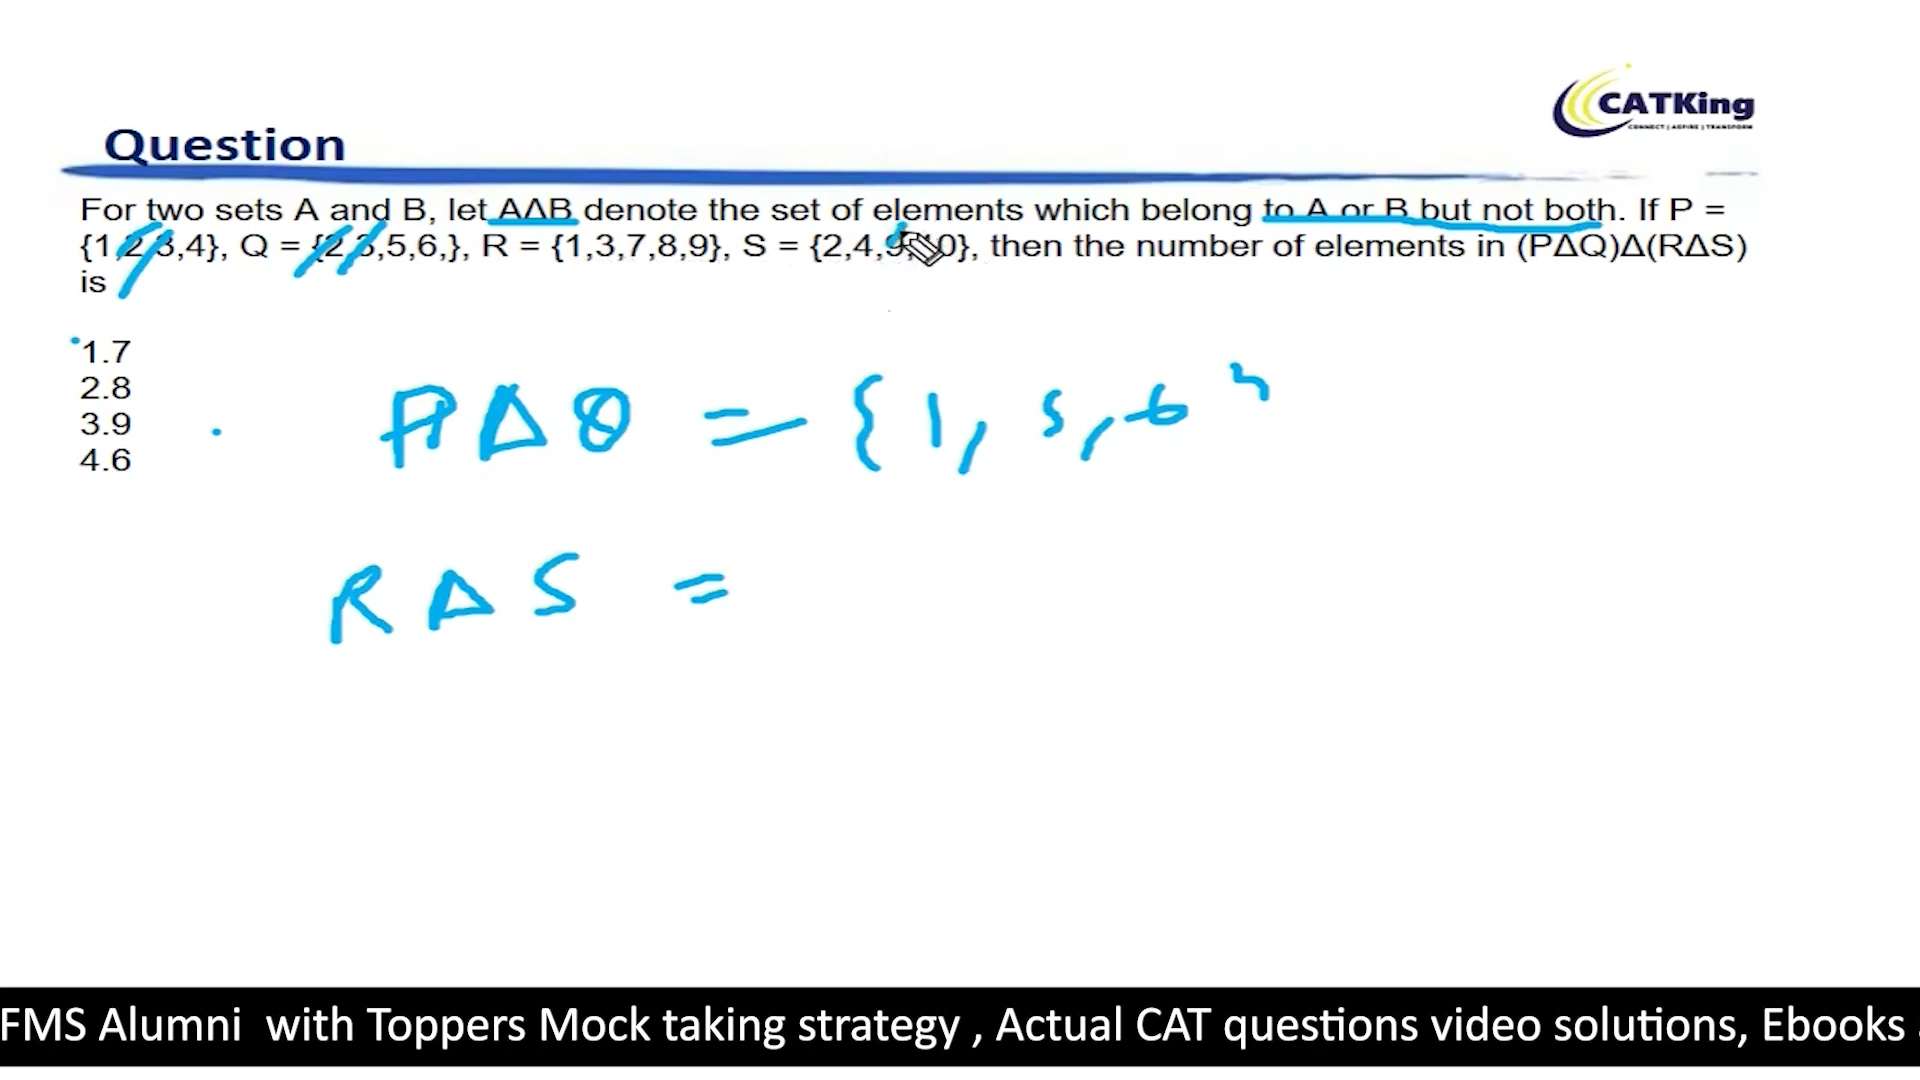 CATKing
CONNECT | ASPIRE | TRANSFORM
Question
For two sets A and B, let AΔB denote the set of elements which belong to A or B but not both. If P =
{1,2,3,4}, Q = {2,3,5,6,}, R = {1,3,7,8,9}, S = {2,4,9,10}, then the number of elements in (PΔQ)Δ(RΔS)
is
1.7
2.8
3.9
4.6
PΔQ = {1, 5, 6
RΔS =
FMS Alumni with Toppers Mock taking strategy , Actual CAT questions video solutions, Ebooks